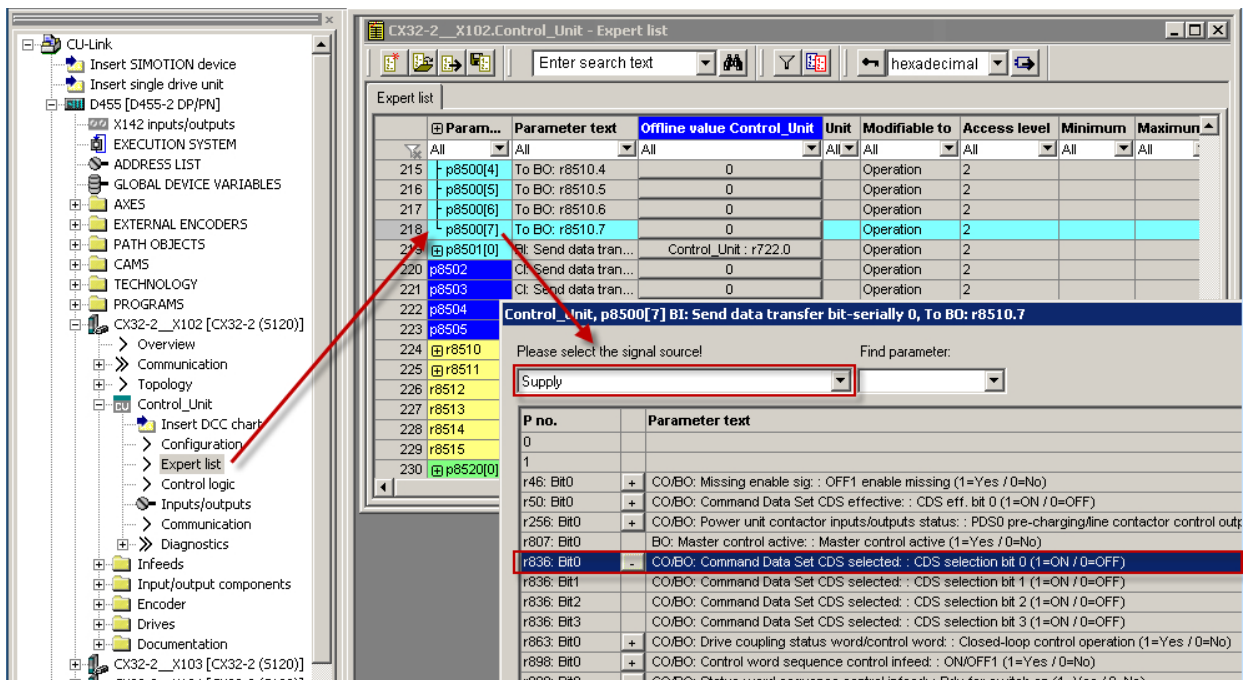 CU-Link
Insert SIMOTION device
Insert single drive unit
D455 [D455-2 DP/PN]
X142 inputs/outputs
EXECUTION SYSTEM
ADDRESS LIST
GLOBAL DEVICE VARIABLES
AXES
EXTERNAL ENCODERS
PATH OBJECTS
CAMS
TECHNOLOGY
PROGRAMS
CX32-2__X102 [CX32-2 (S120)]
Overview
Communication
Topology
Control_Unit
Insert DCC chart
Configuration
Expert list
Control logic
Inputs/outputs
Communication
Diagnostics
Infeeds
Input/output components
Encoder
Drives
Documentation
CX32-2__X103 [CX32-2 (S120)]
CX32-2__X102.Control_Unit - Expert list
Enter search text hexadecimal
Expert list
Param... Parameter text Offline value Control_Unit Unit Modifiable to Access level Minimum Maximun
All All All All All All All All
215 p8500[4] To BO: r8510.4 0 Operation 2
216 p8500[5] To BO: r8510.5 0 Operation 2
217 p8500[6] To BO: r8510.6 0 Operation 2
218 p8500[7] To BO: r8510.7 0 Operation 2
219 p8501[0] BI: Send data tran... Control_Unit : r722.0 Operation 2
220 p8502 CI: Send data tran... 0 Operation 2
221 p8503 CI: Send data tran... 0 Operation 2
222 p8504
223 p8505
224 r8510
225 r8511
226 r8512
227 r8513
228 r8514
229 r8515
230 p8520[0]
Control_Unit, p8500[7] BI: Send data transfer bit-serially 0, To BO: r8510.7
Please select the signal source! Find parameter:
Supply
P no. Parameter text
0
1
r46: Bit0 + CO/BO: Missing enable sig: : OFF1 enable missing (1=Yes / 0=No)
r50: Bit0 + CO/BO: Command Data Set CDS effective: : CDS eff. bit 0 (1=ON / 0=OFF)
r256: Bit0 + CO/BO: Power unit contactor inputs/outputs status: : PDS0 pre-charging/line contactor control outp
r807: Bit0 BO: Master control active: : Master control active (1=Yes / 0=No)
r836: Bit0 - CO/BO: Command Data Set CDS selected: : CDS selection bit 0 (1=ON / 0=OFF)
r836: Bit1 CO/BO: Command Data Set CDS selected: : CDS selection bit 1 (1=ON / 0=OFF)
r836: Bit2 CO/BO: Command Data Set CDS selected: : CDS selection bit 2 (1=ON / 0=OFF)
r836: Bit3 CO/BO: Command Data Set CDS selected: : CDS selection bit 3 (1=ON / 0=OFF)
r863: Bit0 + CO/BO: Drive coupling status word/control word: : Closed-loop control operation (1=Yes / 0=No)
r898: Bit0 + CO/BO: Control word sequence control infeed: : ON/OFF1 (1=Yes / 0=No)